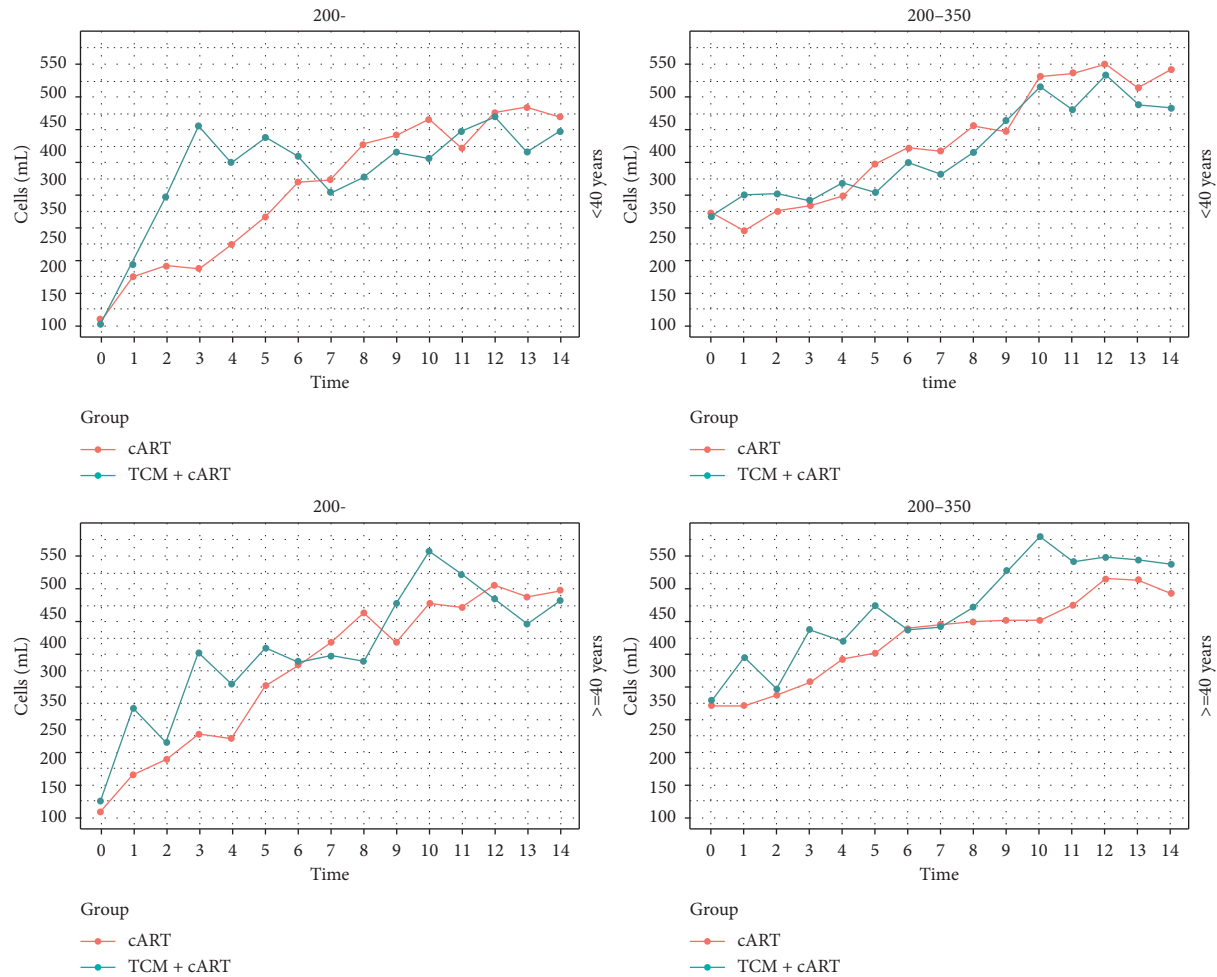 200-
Cells (mL)
550
500
450
400
300
350
250
200
150
100
0 1 2 3 4 5 6 7 8 9 10 11 12 13 14
Time
<40 years
Group
cART
TCM + cART
200–350
Cells (mL)
550
500
450
400
300
350
250
200
150
100
0 1 2 3 4 5 6 7 8 9 10 11 12 13 14
time
<40 years
Group
cART
TCM + cART
200-
Cells (mL)
550
500
450
400
300
350
250
200
150
100
0 1 2 3 4 5 6 7 8 9 10 11 12 13 14
Time
>=40 years
Group
cART
TCM + cART
200–350
Cells (mL)
550
500
450
400
300
350
250
200
150
100
0 1 2 3 4 5 6 7 8 9 10 11 12 13 14
Time
>=40 years
Group
cART
TCM + cART